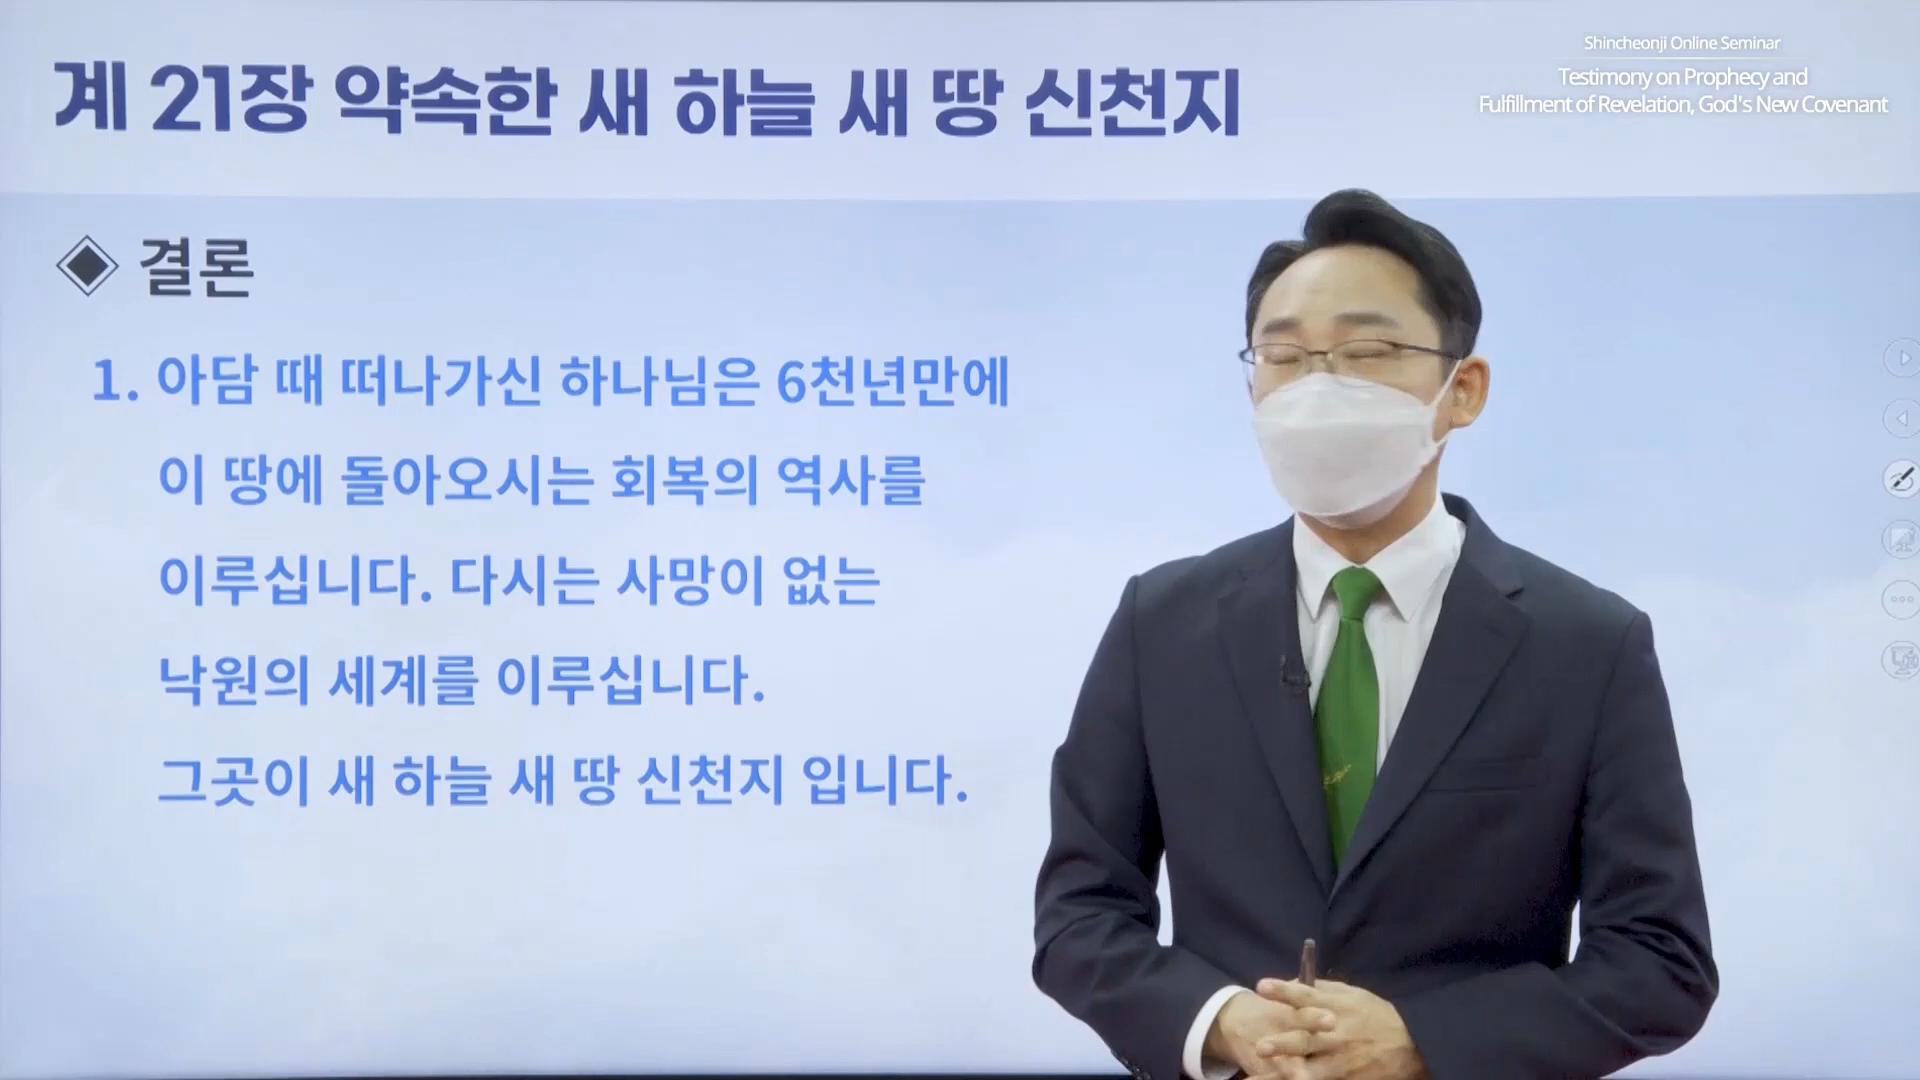 Shincheonji Online Seminar
Testimony on Prophecy and
Fulfillment of Revelation, God's New Covenant
계 21장 약속한 새 하늘 새 땅 신천지
결론
1. 아담 때 떠나가신 하나님은 6천년만에
이 땅에 돌아오시는 회복의 역사를
이루십니다. 다시는 사망이 없는
낙원의 세계를 이루십니다.
그곳이 새 하늘 새 땅 신천지 입니다.